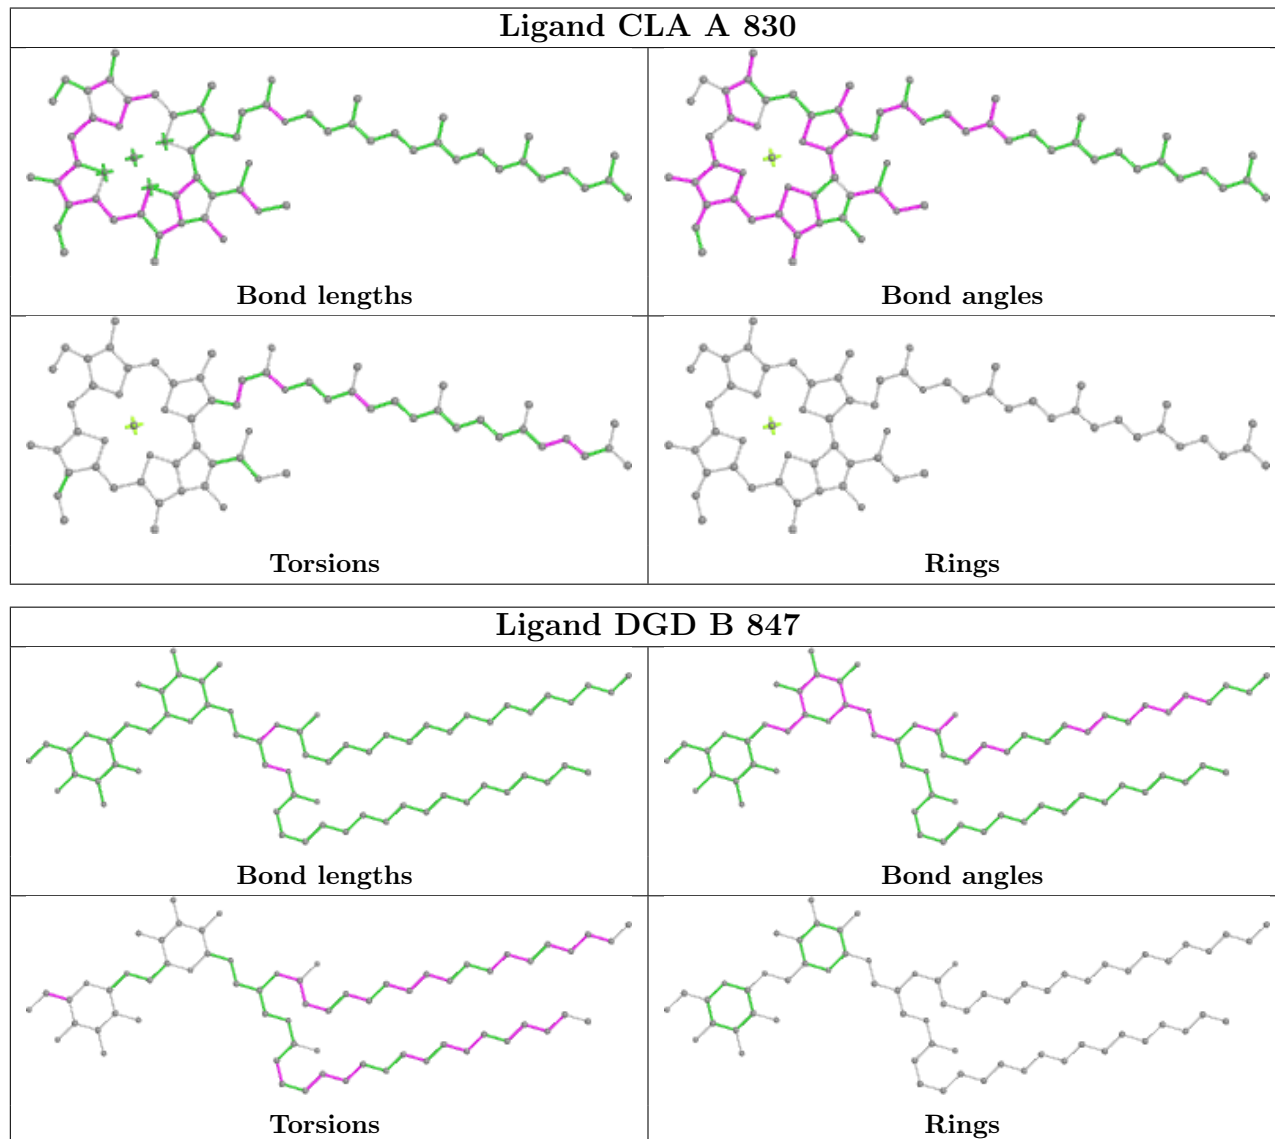 Ligand CLA A 830
Bond lengths
Bond angles
Torsions
Rings
Ligand DGD B 847
Bond lengths
Bond angles
Torsions
Rings